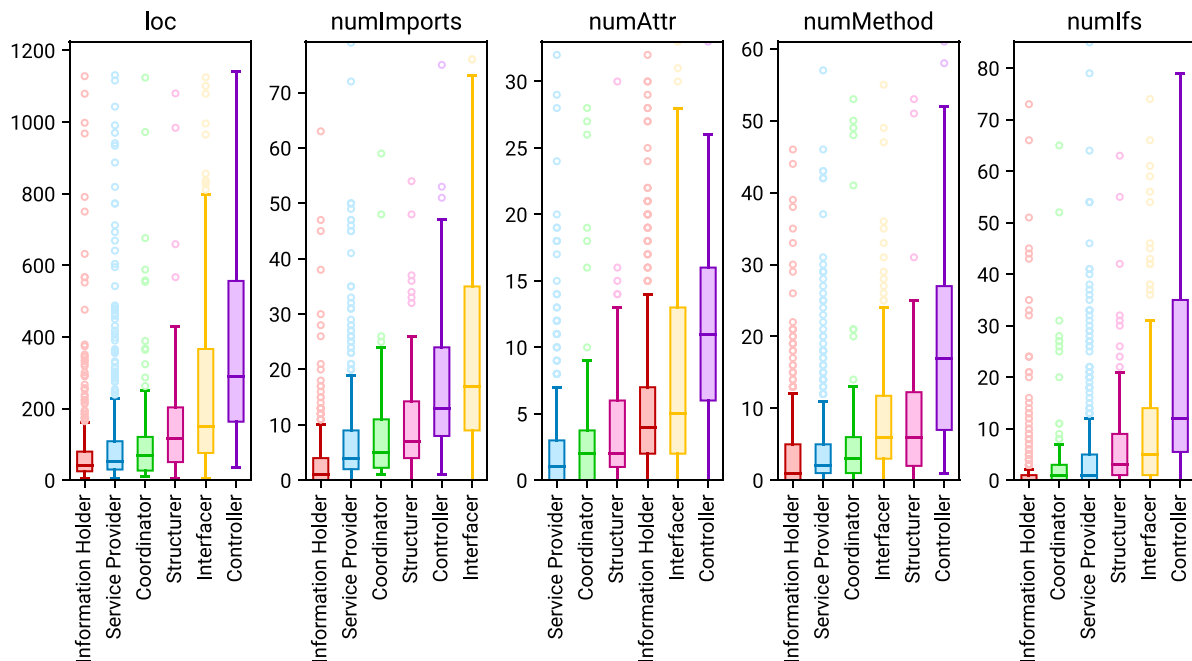 loc
numImports
numAttr
numMethod
numIfs
1200
1000
800
600
400
200
0
Information Holder
Service Provider
Coordinator
Structurer
Interfacer
Controller
70
60
50
40
30
20
10
0
Information Holder
Service Provider
Coordinator
Structurer
Controller
Interfacer
30
25
20
15
10
5
0
Service Provider
Coordinator
Structurer
Information Holder
Interfacer
Controller
60
50
40
30
20
10
0
Information Holder
Service Provider
Coordinator
Interfacer
Structurer
Controller
80
70
60
50
40
30
20
10
0
Information Holder
Coordinator
Service Provider
Structurer
Interfacer
Controller